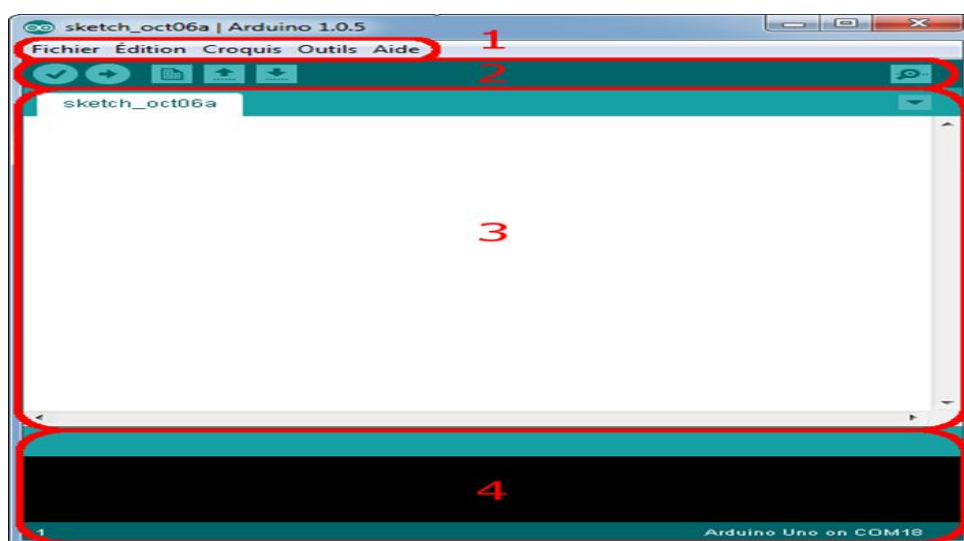 sketch_oct06a | Arduino 1.0.5
Fichier Édition Croquis Outils Aide
1
2
sketch_oct06a
3
4
1
Arduino Uno on COM18